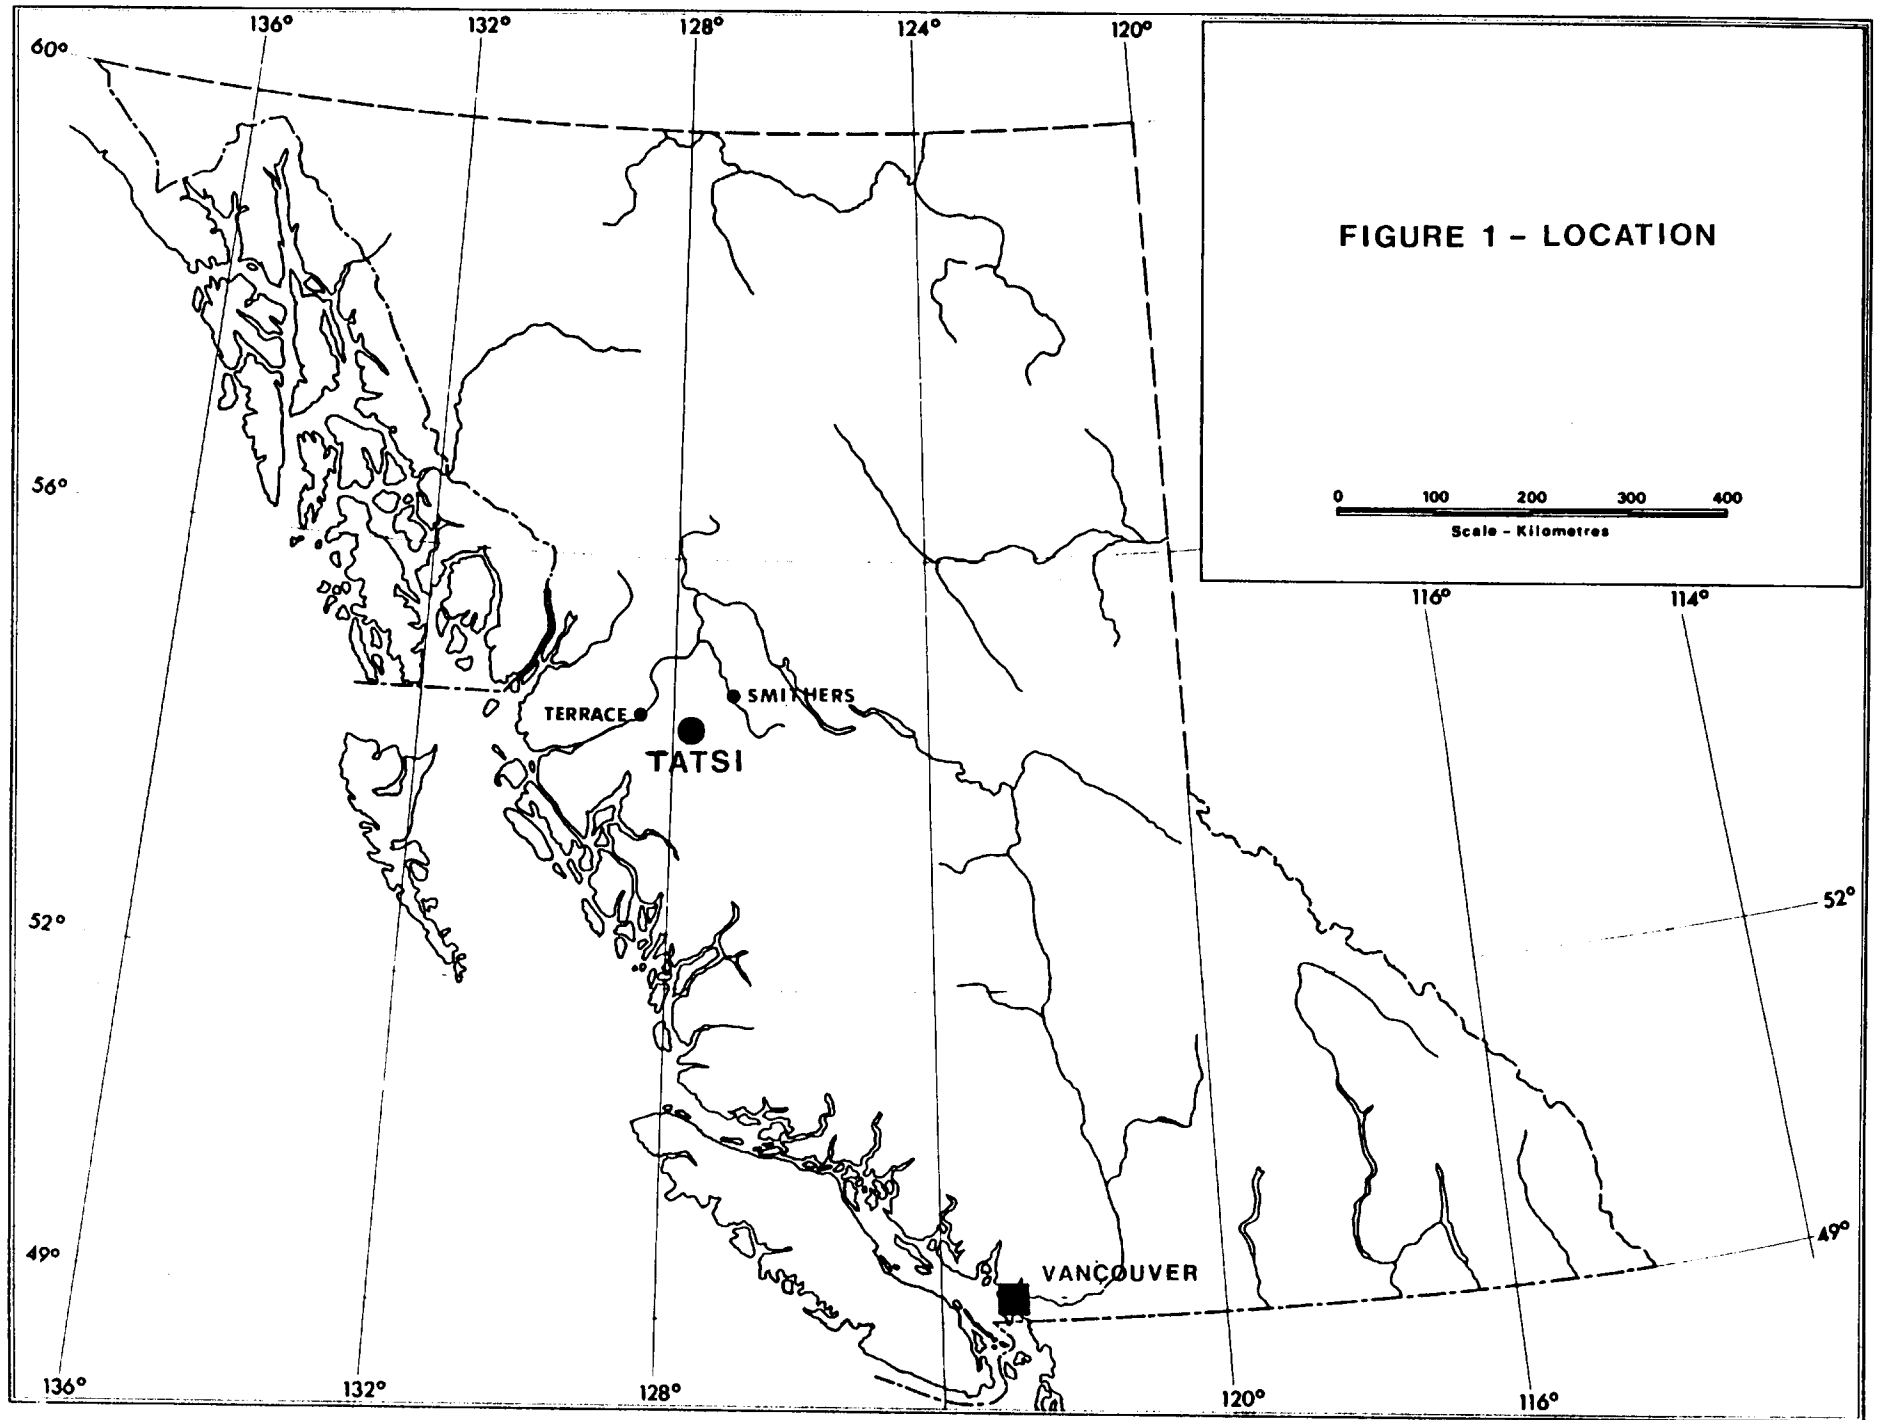 136° 132° 128° 124° 120°
60°
FIGURE 1 – LOCATION
56°
0 100 200 300 400
Scale – Kilometres
116° 114°
SMITHERS
TERRACE
TATSI
52° 52°
49° 49°
VANCOUVER
136° 132° 128° 120° 116°